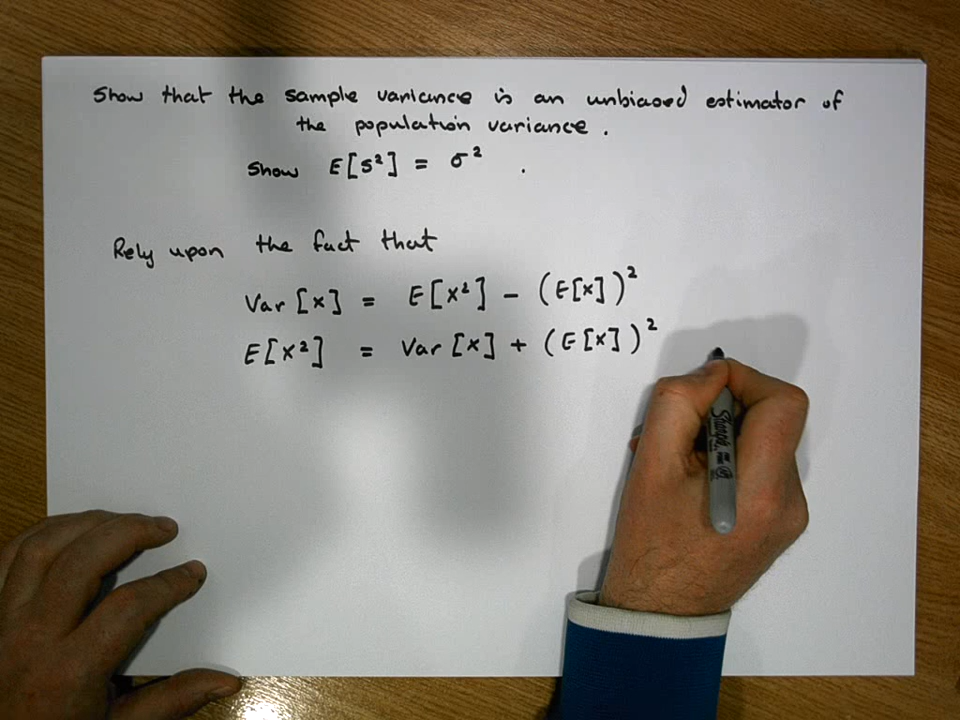 Show that the sample variance is an unbiased estimator of
the population variance.
Show E[S²] = σ².
Rely upon the fact that
Var[X] = E[X²] - (E[X])²
E[X²] = Var[X] + (E[X])²
Sharpie